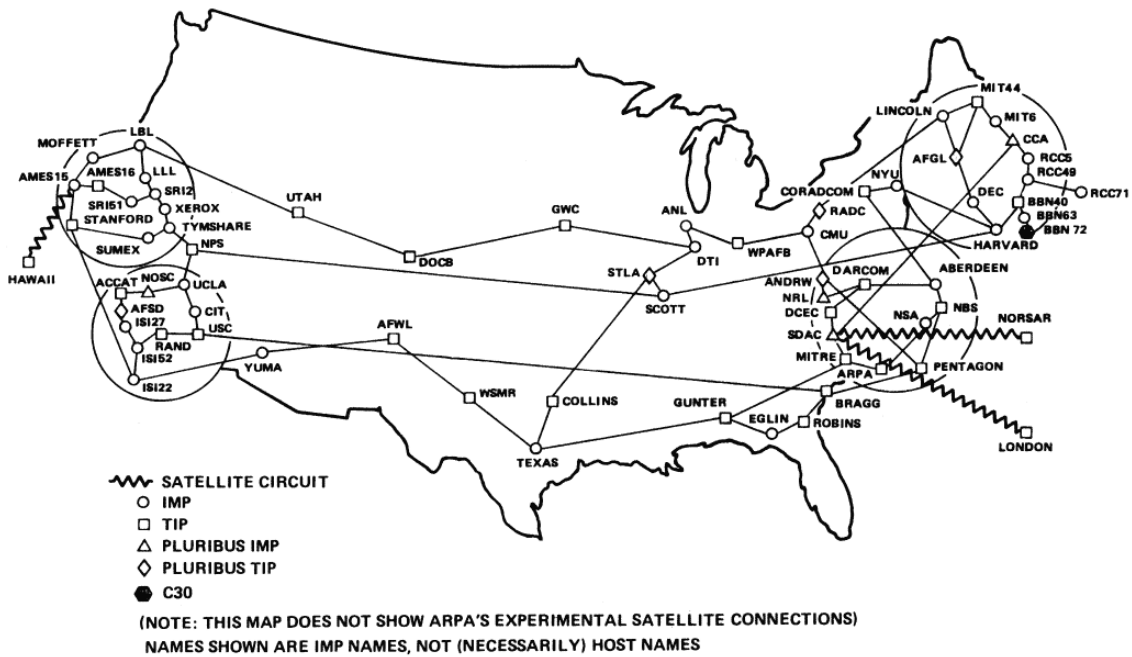 MIT44
LINCOLN
MIT6
MOFFETT
LBL
CCA
AMES15
AMES16
LLL
AFGL
RCC5
NYU
RCC49
DEC
SRI2
SRI51
UTAH
CORADCOM
RCC71
XEROX
STANFORD
RADC
BBN40
TYMSHARE
GWC
ANL
BBN63
BBN 72
SUMEX
NPS
CMU
HARVARD
WPAFB
DOCB
DTI
HAWAII
STLA
DARCOM
ABERDEEN
ACCAT
NOSC
ANDRW
UCLA
SCOTT
NRL
AFSD
DCEC
NBS
CIT
NSA
NORSAR
ISI27
AFWL
USC
SDAC
RAND
ISI52
MITRE
YUMA
PENTAGON
ARPA
ISI22
WSMR
COLLINS
GUNTER
BRAGG
EGLIN
ROBINS
TEXAS
LONDON
SATELLITE CIRCUIT
IMP
TIP
PLURIBUS IMP
PLURIBUS TIP
C30
(NOTE: THIS MAP DOES NOT SHOW ARPA'S EXPERIMENTAL SATELLITE CONNECTIONS)
NAMES SHOWN ARE IMP NAMES, NOT (NECESSARILY) HOST NAMES